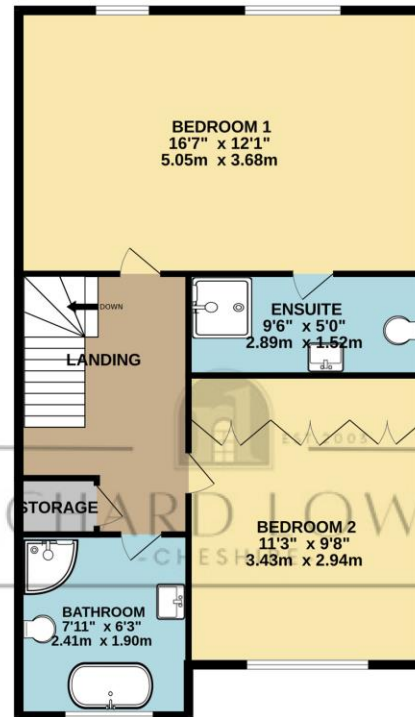 BEDROOM 1
16'7" x 12'1"
5.05m x 3.68m
DOWN
ENSUITE
9'6" x 5'0"
2.89m x 1.52m
LANDING
EST 2003
STORAGE
CHARD LOW
CHESHIRE
BEDROOM 2
11'3" x 9'8"
3.43m x 2.94m
BATHROOM
7'11" x 6'3"
2.41m x 1.90m